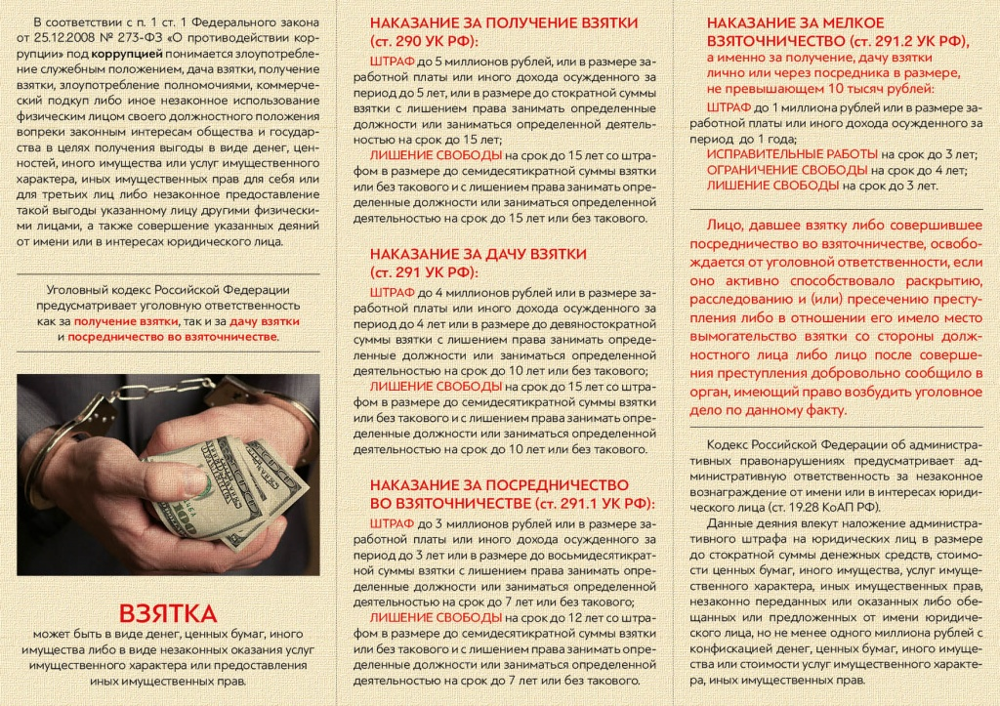 В соответствии с п. 1 ст. 1 Федерального закона
от 25.12.2008 № 273-ФЗ «О противодействии кор-
рупции» под коррупцией понимается злоупотребле-
ние служебным положением, дача взятки, получение
взятки, злоупотребление полномочиями, коммерче-
ский подкуп либо иное незаконное использование
физическим лицом своего должностного положения
вопреки законным интересам общества и государ-
ства в целях получения выгоды в виде денег, цен-
ностей, иного имущества или услуг имущественного
характера, иных имущественных прав для себя или
для третьих лиц либо незаконное предоставление
такой выгоды указанному лицу другими физически-
ми лицами, а также совершение указанных деяний
от имени или в интересах юридического лица.
Уголовный кодекс Российской Федерации
предусматривает уголовную ответственность
как за получение взятки, так и за дачу взятки
и посредничество во взяточничестве.
ВЗЯТКА
может быть в виде денег, ценных бумаг, иного
имущества либо в виде незаконных оказания услуг
имущественного характера или предоставления
иных имущественных прав.
НАКАЗАНИЕ ЗА ПОЛУЧЕНИЕ ВЗЯТКИ
(ст. 290 УК РФ):
ШТРАФ до 5 миллионов рублей, или в размере за-
работной платы или иного дохода осужденного за
период до 5 лет, или в размере до стократной суммы
взятки с лишением права занимать определенные
должности или заниматься определенной деятель-
ностью на срок до 15 лет;
ЛИШЕНИЕ СВОБОДЫ на срок до 15 лет со штра-
фом в размере до семидесятикратной суммы взятки
или без такового и с лишением права занимать опре-
деленные должности или заниматься определенной
деятельностью на срок до 15 лет или без такового.
НАКАЗАНИЕ ЗА ДАЧУ ВЗЯТКИ
(ст. 291 УК РФ):
ШТРАФ до 4 миллионов рублей или в размере за-
работной платы или иного дохода осужденного за
период до 4 лет или в размере до девяностократной
суммы взятки с лишением права занимать опреде-
ленные должности или заниматься определенной
деятельностью на срок до 10 лет или без такового;
ЛИШЕНИЕ СВОБОДЫ на срок до 15 лет со штра-
фом в размере до семидесятикратной суммы взятки
или без такового и с лишением права занимать опре-
деленные должности или заниматься определенной
деятельностью на срок до 10 лет или без такового.
НАКАЗАНИЕ ЗА ПОСРЕДНИЧЕСТВО
ВО ВЗЯТОЧНИЧЕСТВЕ (ст. 291.1 УК РФ):
ШТРАФ до 3 миллионов рублей или в размере за-
работной платы или иного дохода осужденного за
период до 3 лет или в размере до восьмидесятикрат-
ной суммы взятки с лишением права занимать опре-
деленные должности или заниматься определенной
деятельностью на срок до 7 лет или без такового;
ЛИШЕНИЕ СВОБОДЫ на срок до 12 лет со штра-
фом в размере до семидесятикратной суммы взятки
или без такового и с лишением права занимать опре-
деленные должности или заниматься определенной
деятельностью на срок до 7 лет или без такового.
НАКАЗАНИЕ ЗА МЕЛКОЕ
ВЗЯТОЧНИЧЕСТВО (ст. 291.2 УК РФ),
а именно за получение, дачу взятки
лично или через посредника в размере,
не превышающем 10 тысяч рублей:
ШТРАФ до 1 миллиона рублей или в размере за-
работной платы или иного дохода осужденного за
период до 1 года;
ИСПРАВИТЕЛЬНЫЕ РАБОТЫ на срок до 3 лет;
ОГРАНИЧЕНИЕ СВОБОДЫ на срок до 4 лет;
ЛИШЕНИЕ СВОБОДЫ на срок до 3 лет.
Лицо, давшее взятку либо совершившее
посредничество во взяточничестве, освобо-
ждается от уголовной ответственности, если
оно активно способствовало раскрытию,
расследованию и (или) пресечению престу-
пления либо в отношении его имело место
вымогательство взятки со стороны долж-
ностного лица либо лицо после соверше-
ния преступления добровольно сообщило в
орган, имеющий право возбудить уголовное
дело по данному факту.
Кодекс Российской Федерации об администра-
тивных правонарушениях предусматривает ад-
министративную ответственность за незаконное
вознаграждение от имени или в интересах юриди-
ческого лица (ст. 19.28 КоАП РФ).
Данные деяния влекут наложение администра-
тивного штрафа на юридических лиц в размере
до стократной суммы денежных средств, стоимо-
сти ценных бумаг, иного имущества, услуг имуще-
ственного характера, иных имущественных прав,
незаконно переданных или оказанных либо обе-
щанных или предложенных от имени юридиче-
ского лица, но не менее одного миллиона рублей с
конфискацией денег, ценных бумаг, иного имуще-
ства или стоимости услуг имущественного характе-
ра, иных имущественных прав.